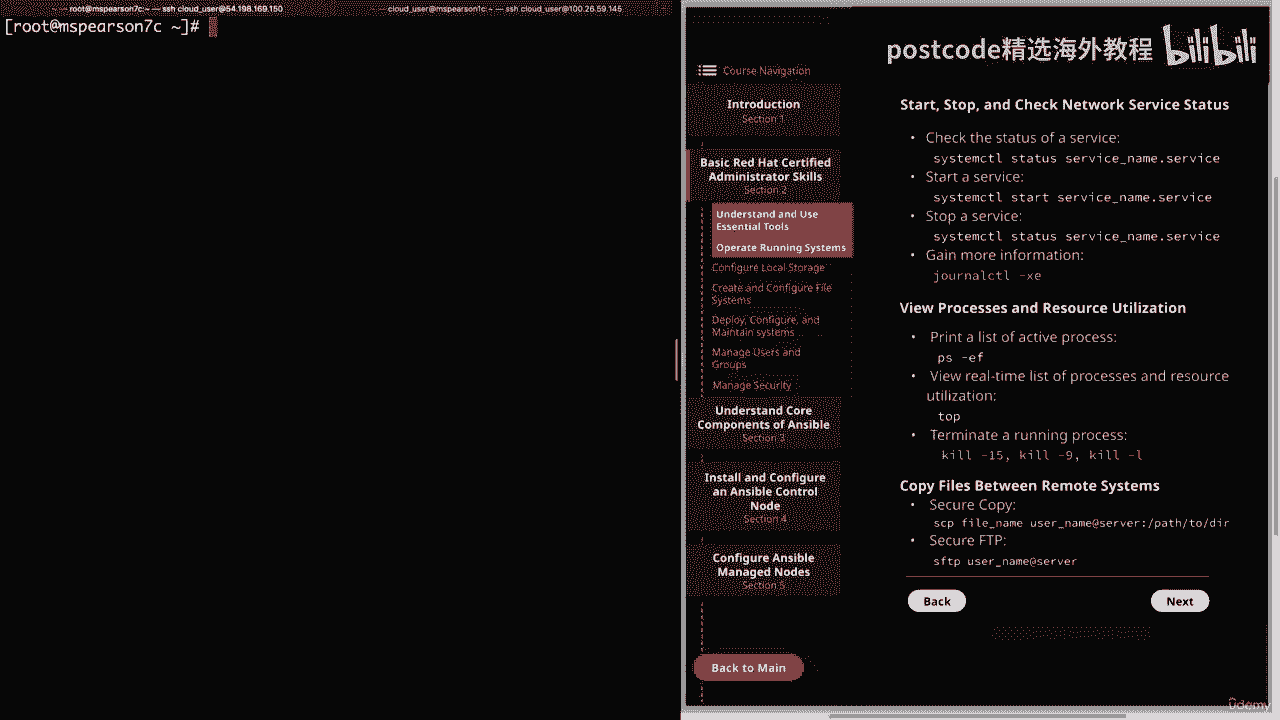 root@mspearson7c:~ — ssh cloud_user@54.198.169.150
cloud_user@mspearson1c:~ — ssh cloud_user@100.26.59.145
[root@mspearson7c ~]#
postcode精选海外教程 bilibili
Course Navigation
Introduction
Section 1
Basic Red Hat Certified
Administrator Skills
Section 2
Understand and Use
Essential Tools
Operate Running Systems
Configure Local Storage
Create and Configure File
Systems
Deploy, Configure, and
Maintain systems
Manage Users and
Groups
Manage Security
Understand Core
Components of Ansible
Section 3
Install and Configure
an Ansible Control
Node
Section 4
Configure Ansible
Managed Nodes
Section 5
Back to Main
Start, Stop, and Check Network Service Status
• Check the status of a service:
systemctl status service_name.service
• Start a service:
systemctl start service_name.service
• Stop a service:
systemctl status service_name.service
• Gain more information:
journalctl -xe
View Processes and Resource Utilization
• Print a list of active process:
ps -ef
• View real-time list of processes and resource
utilization:
top
• Terminate a running process:
kill -15, kill -9, kill -l
Copy Files Between Remote Systems
• Secure Copy:
scp file_name user_name@server:/path/to/dir
• Secure FTP:
sftp user_name@server
Back
Next
ûdemy